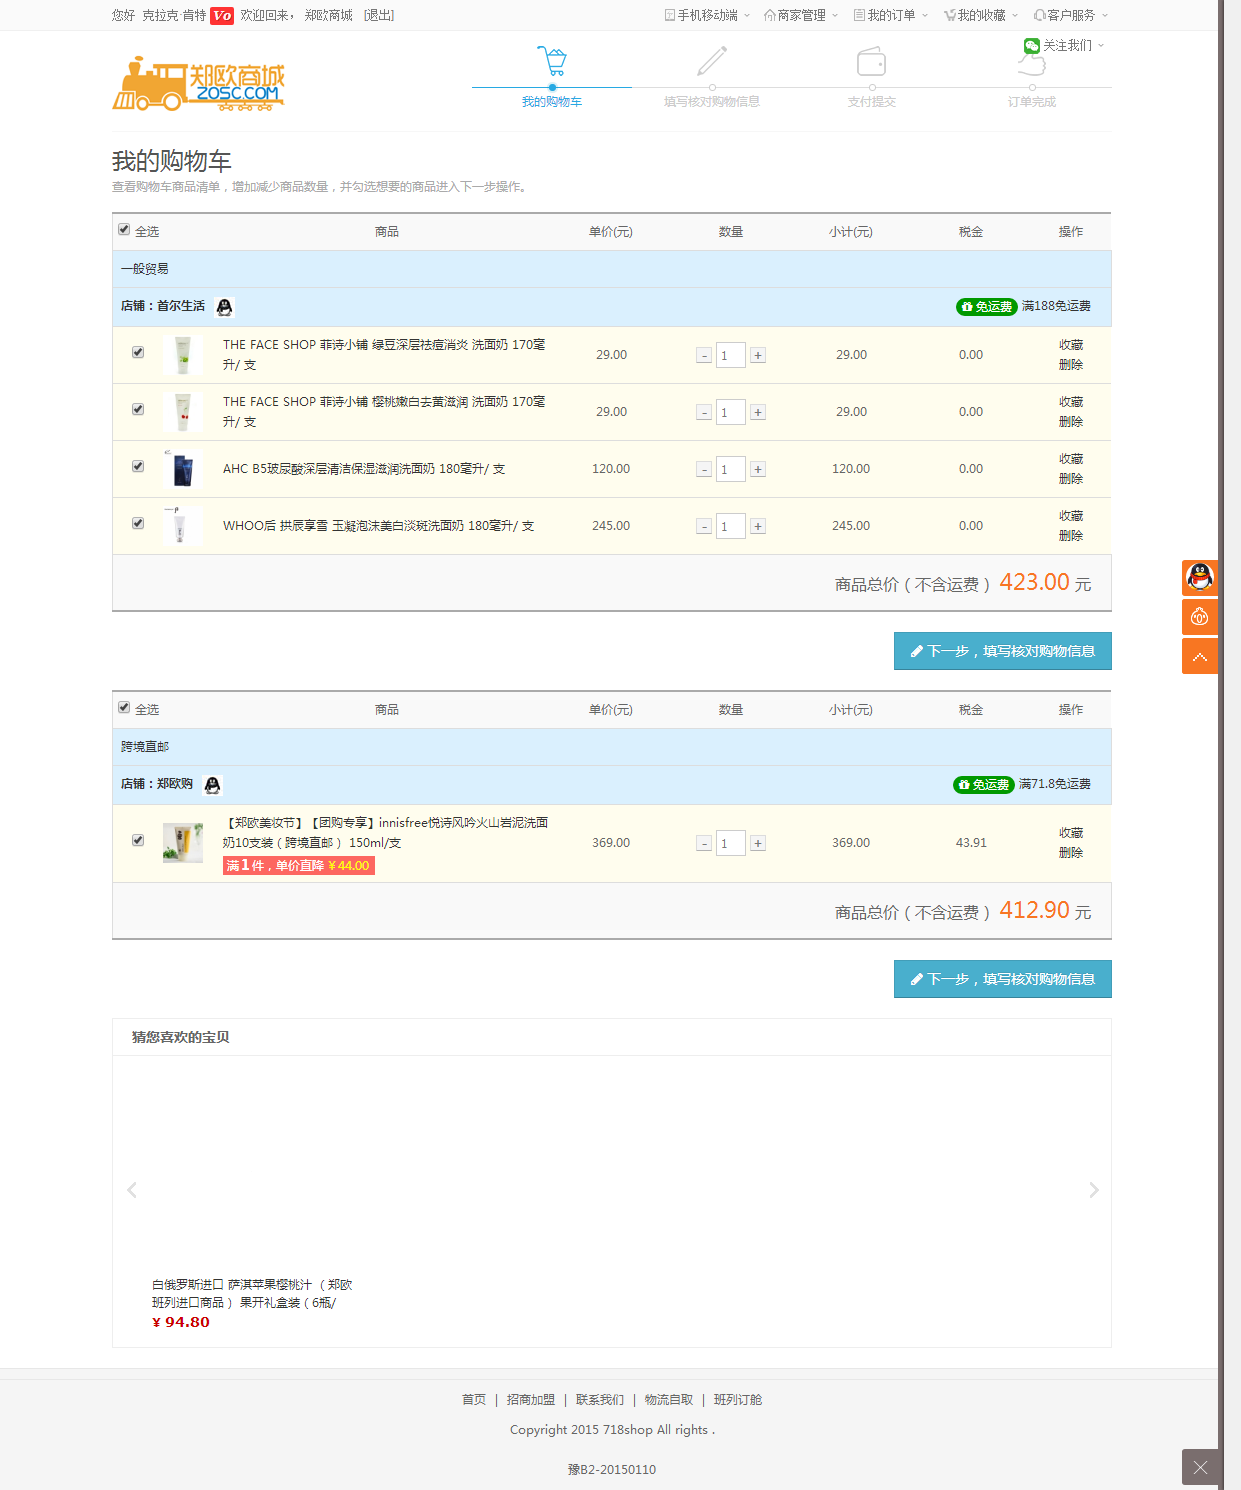 您好 克拉克·肯特 V0 欢迎回来， 郑欧商城 [退出]
手机移动端 商家管理 我的订单 我的收藏 客户服务
关注我们
郑欧商城
ZOSC.COM
我的购物车 填写核对购物信息 支付提交 订单完成
我的购物车
查看购物车商品清单，增加减少商品数量，并勾选想要的商品进入下一步操作。
全选 商品 单价(元) 数量 小计(元) 税金 操作
一般贸易
店铺：首尔生活 免运费 满188免运费
THE FACE SHOP 菲诗小铺 绿豆深层祛痘消炎 洗面奶 170毫
升/ 支
29.00 - 1 + 29.00 0.00
收藏
删除
THE FACE SHOP 菲诗小铺 樱桃嫩白去黄滋润 洗面奶 170毫
升/ 支
29.00 - 1 + 29.00 0.00
收藏
删除
AHC B5玻尿酸深层清洁保湿滋润洗面奶 180毫升/ 支
120.00 - 1 + 120.00 0.00
收藏
删除
WHOO后 拱辰享雪 玉凝泡沫美白淡斑洗面奶 180毫升/ 支
245.00 - 1 + 245.00 0.00
收藏
删除
商品总价（不含运费） 423.00 元
下一步，填写核对购物信息
全选 商品 单价(元) 数量 小计(元) 税金 操作
跨境直邮
店铺：郑欧购 免运费 满71.8免运费
【郑欧美妆节】【团购专享】innisfree悦诗风吟火山岩泥洗面
奶10支装（跨境直邮） 150ml/支
满1件，单价直降 ¥ 44.00
369.00 - 1 + 369.00 43.91
收藏
删除
商品总价（不含运费） 412.90 元
下一步，填写核对购物信息
猜您喜欢的宝贝
白俄罗斯进口 萨淇苹果樱桃汁 （郑欧
班列进口商品 ） 果开礼盒装（6瓶/
¥ 94.80
首页 | 招商加盟 | 联系我们 | 物流自取 | 班列订舱
Copyright 2015 718shop All rights .
豫B2-20150110